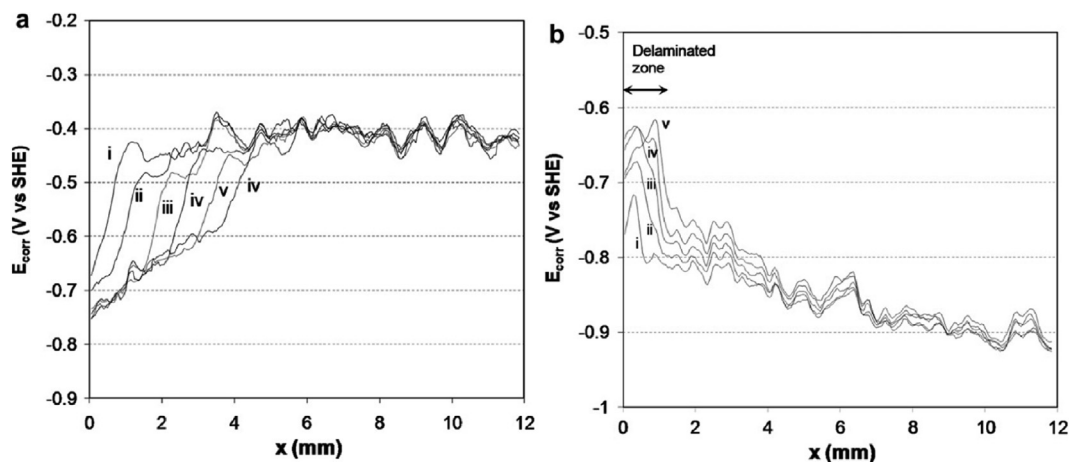 a
-0.2
-0.3
-0.4
-0.5
-0.6
-0.7
-0.8
-0.9
E_corr (V vs SHE)
i
ii
iii
iv
v
iv
0 2 4 6 8 10 12
x (mm)
b
-0.5
-0.6
-0.7
-0.8
-0.9
-1
E_corr (V vs SHE)
Delaminated
zone
v
iv
iii
ii
i
0 2 4 6 8 10 12
x (mm)